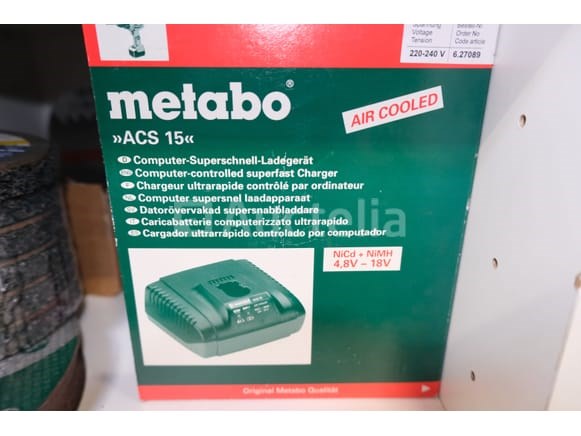 Spannung
Voltage
Tension
Bestell-Nr.
Order No
Code article
220-240 V
6.27089
metabo®
»ACS 15«
AIR COOLED
D Computer-Superschnell-Ladegerät
Computer-controlled superfast Charger
F Chargeur ultrarapide contrôlé par ordinateur
NL Computer supersnel laadapparaat
Datorövervakad supersnabbladdare
I Caricabatterie computerizzato ultrarapido
Cargador ultrarrápido controlado por computador
NiCd + NiMH
4,8V – 18V
Original Metabo Qualität